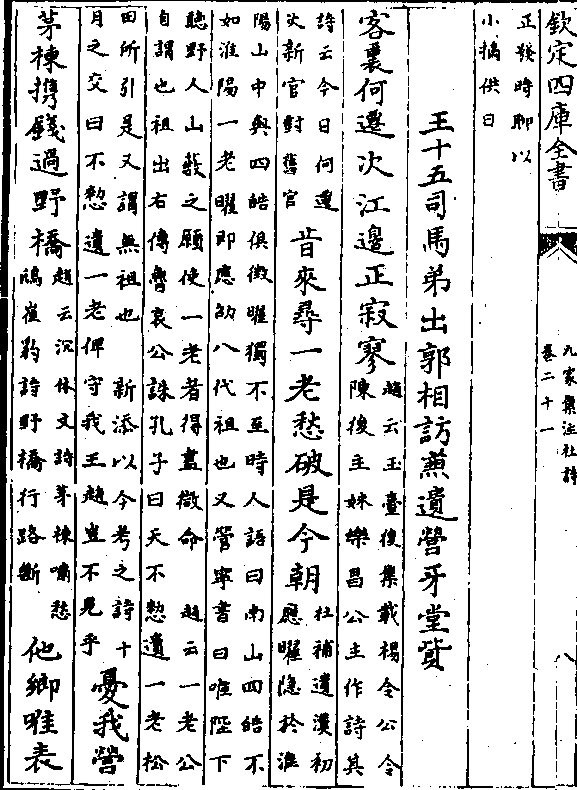 欽定四庫全書
九家集注杜詩
卷二十一
八
正發時聊以
小摘供日
王十五司馬弟出郭相訪兼遺營牙堂貲
客裏何遷次江邊正寂寥
趙云玉臺後集載楊令公令
陳後主妹樂昌公主作詩其
詩云今日何遷
次新官對舊官
肯來尋一老愁破是今朝
杜補遺漢初
應曜隱於淮
陽山中與四皓俱徵曜獨不至時人語曰南山四皓不
如淮陽一老曜即應劭八代祖也又管寧書曰唯陛下
聽野人山藪之願使一老者得盡微命 趙云一老公
自謂也祖出右傳魯哀公誄孔子曰天不憖遺一老松
田所引是又謂無祖也 新添以今考之詩十
月之交曰不憖遺一老俾守我王趙豈不見乎
憂我營
茅棟攜錢過野橋
趙云沉休文詩茅棟嘯愁
鴟崔豹詩野橋行路斷
他鄉唯表